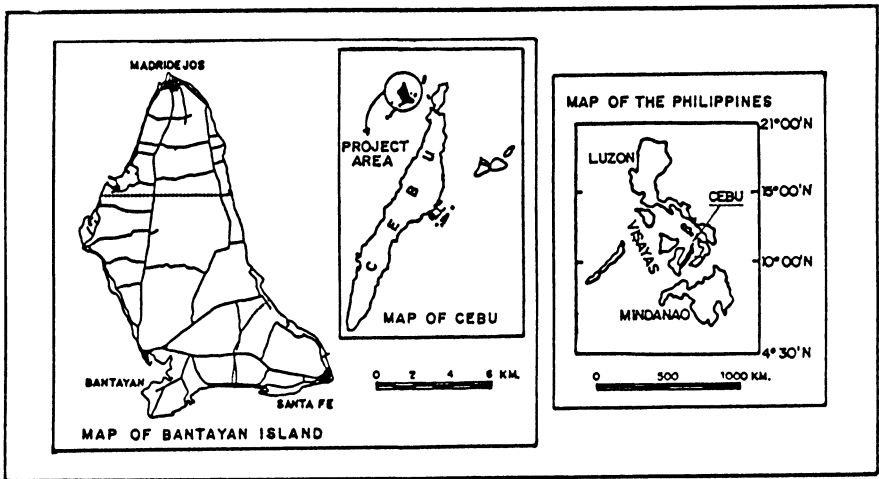 MADRIDEJOS
BANTAYAN
SANTA FE
MAP OF BANTAYAN ISLAND
PROJECT
AREA
CEBU
MAP OF CEBU
0 2 4 6 KM.
MAP OF THE PHILIPPINES
21°00'N
LUZON
15°00'N
CEBU
VISAYAS
10°00'N
MINDANAO
4°30'N
0 500 1000 KM.